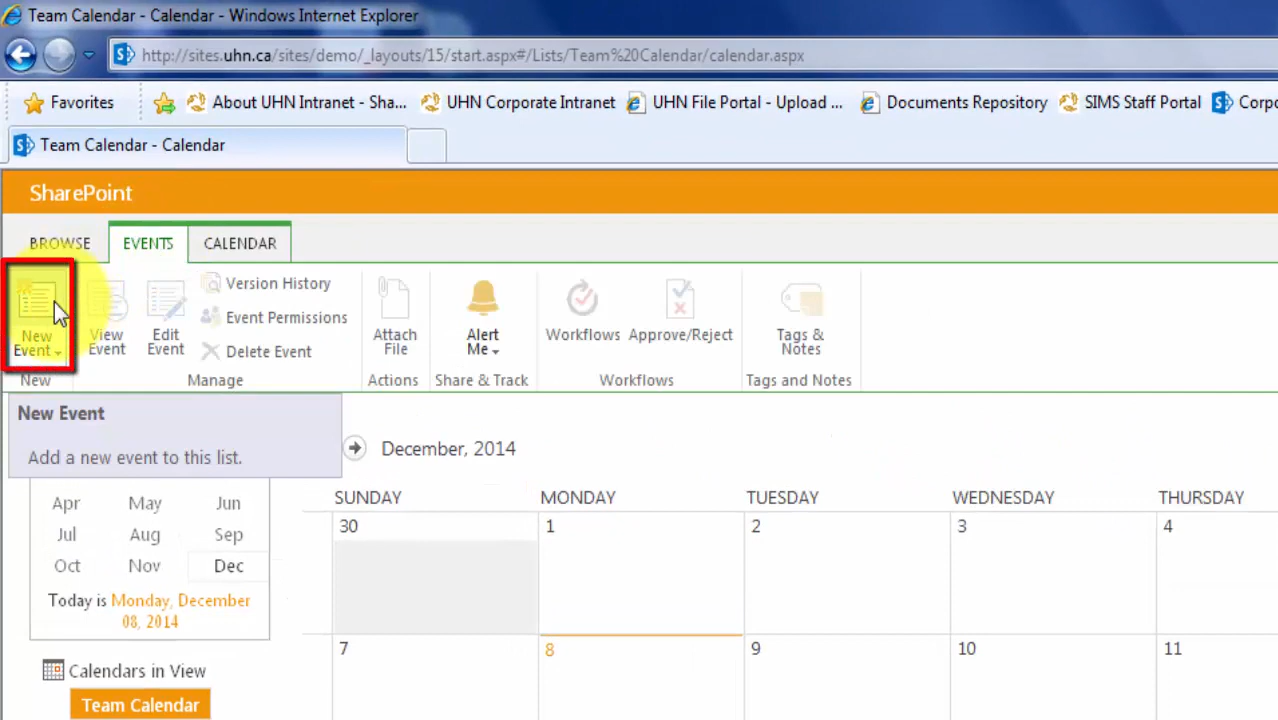 Team Calendar - Calendar - Windows Internet Explorer
http://sites.uhn.ca/sites/demo/_layouts/15/start.aspx#/Lists/Team%20Calendar/calendar.aspx
Favorites About UHN Intranet - Sha... UHN Corporate Intranet UHN File Portal - Upload ... Documents Repository SIMS Staff Portal Corpo
Team Calendar - Calendar
SharePoint
BROWSE EVENTS CALENDAR
New Event
View Event
Edit Event
Version History
Event Permissions
Delete Event
Attach File
Alert Me
Workflows
Approve/Reject
Tags & Notes
New Manage Actions Share & Track Workflows Tags and Notes
New Event
Add a new event to this list.
December, 2014
Apr May Jun
Jul Aug Sep
Oct Nov Dec
Today is Monday, December
08, 2014
Calendars in View
Team Calendar
SUNDAY MONDAY TUESDAY WEDNESDAY THURSDAY
30 1 2 3 4
7 8 9 10 11